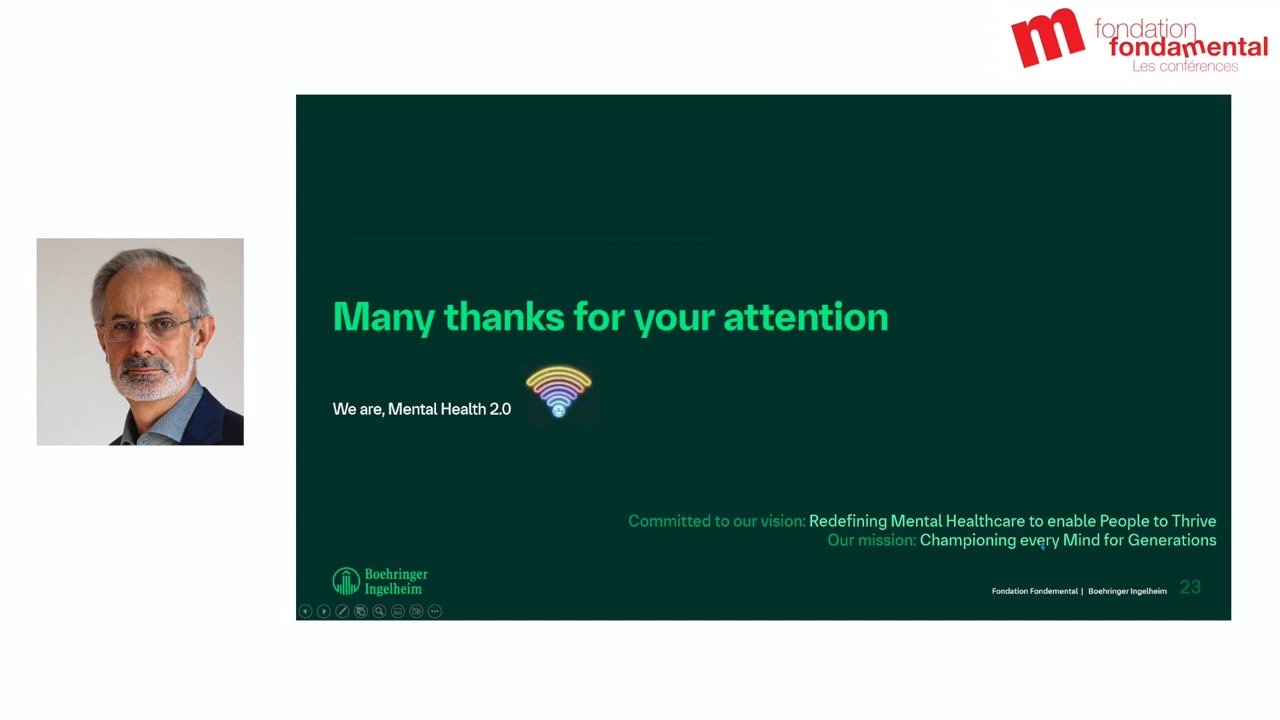 fondation
fondamental
Les conférences
Many thanks for your attention
We are, Mental Health 2.0
Committed to our vision: Redefining Mental Healthcare to enable People to Thrive
Our mission: Championing every Mind for Generations
Boehringer
Ingelheim
Fondation Fondemental | Boehringer Ingelheim 23